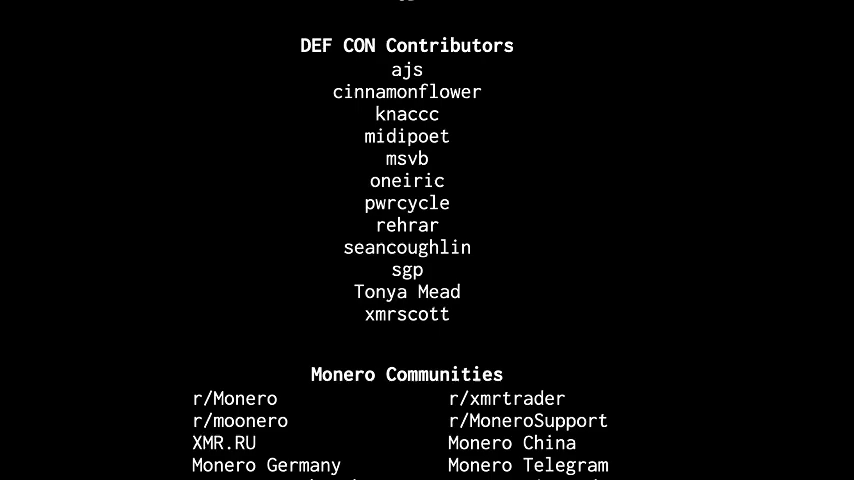 DEF CON Contributors
ajs
cinnamonflower
knaccc
midipoet
msvb
oneiric
pwrcycle
rehrar
seancoughlin
sgp
Tonya Mead
xmrscott
Monero Communities
r/Monero r/xmrtrader
r/moonero r/MoneroSupport
XMR.RU Monero China
Monero Germany Monero Telegram